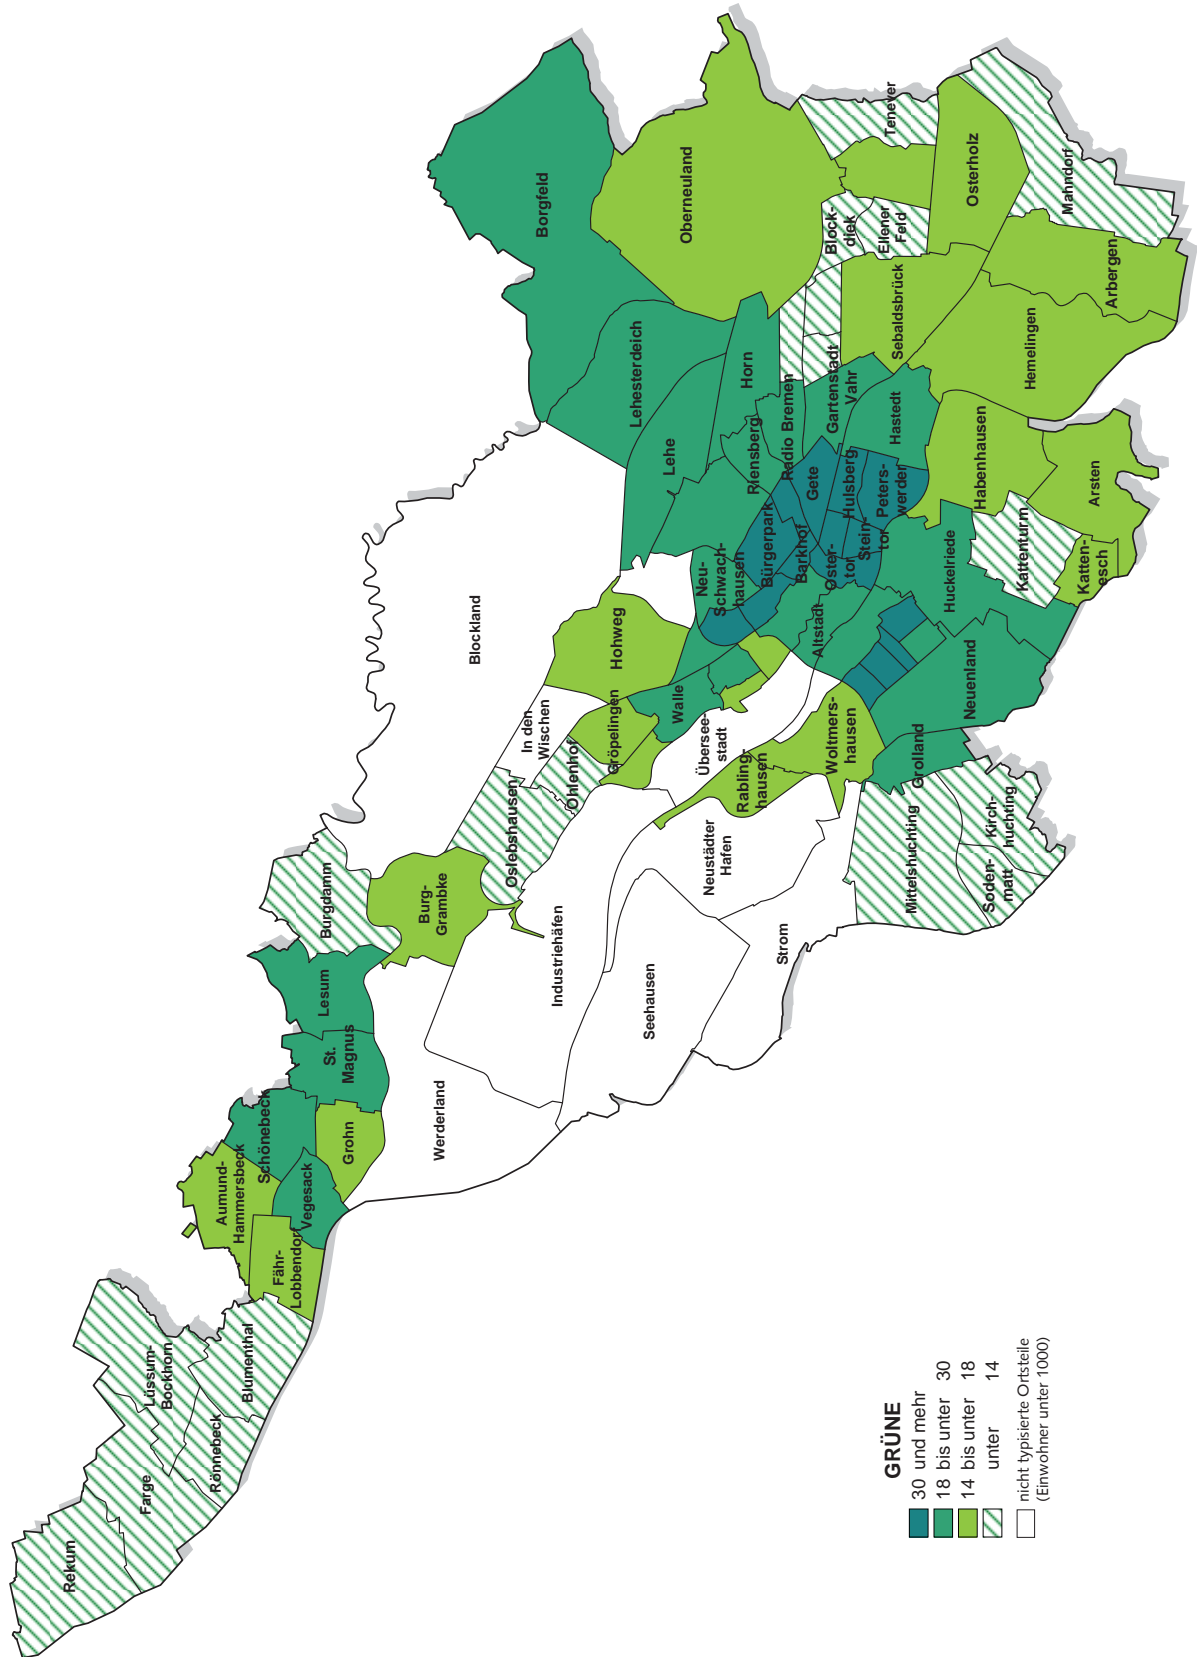 Rekum
Farge
Rönnebeck
Lüssum-
Bockhorn
Blumenthal
Fähr-
Lobbendorf
Aumund-
Hammersbeck
Vegesack
Schönebeck
Grohn
St.
Magnus
Lesum
Burgdamm
Werderland
Burg-
Grambke
Industriehäfen
Oslebshausen
Seehausen
Strom
Ohlenhof
In den
Wischen
Gröpelingen
Neustädter
Hafen
Rabling-
hausen
Übersee-
stadt
Woltmers-
hausen
Blockland
Hohweg
Walle
Mittelshuchting
Soden-
matt
Kirch-
huchting
Grolland
Neuenland
Altstadt
Neu-
Schwach-
hausen
Bürgerpark
Barkhof
Oster-
tor
Stein-
tor
Huckelriede
Kattenturm
Katten-
esch
Arsten
Habenhausen
Peters-
werder
Hulsberg
Gete
Radio Bremen
Riensberg
Lehe
Lehesterdeich
Horn
Gartenstadt
Vahr
Hastedt
Borgfeld
Oberneuland
Sebaldsbrück
Hemelingen
Arbergen
Block-
diek
Ellener
Feld
Tenever
Osterholz
Mahndorf
GRÜNE
30 und mehr
18 bis unter 30
14 bis unter 18
unter 14
nicht typisierte Ortsteile
(Einwohner unter 1000)